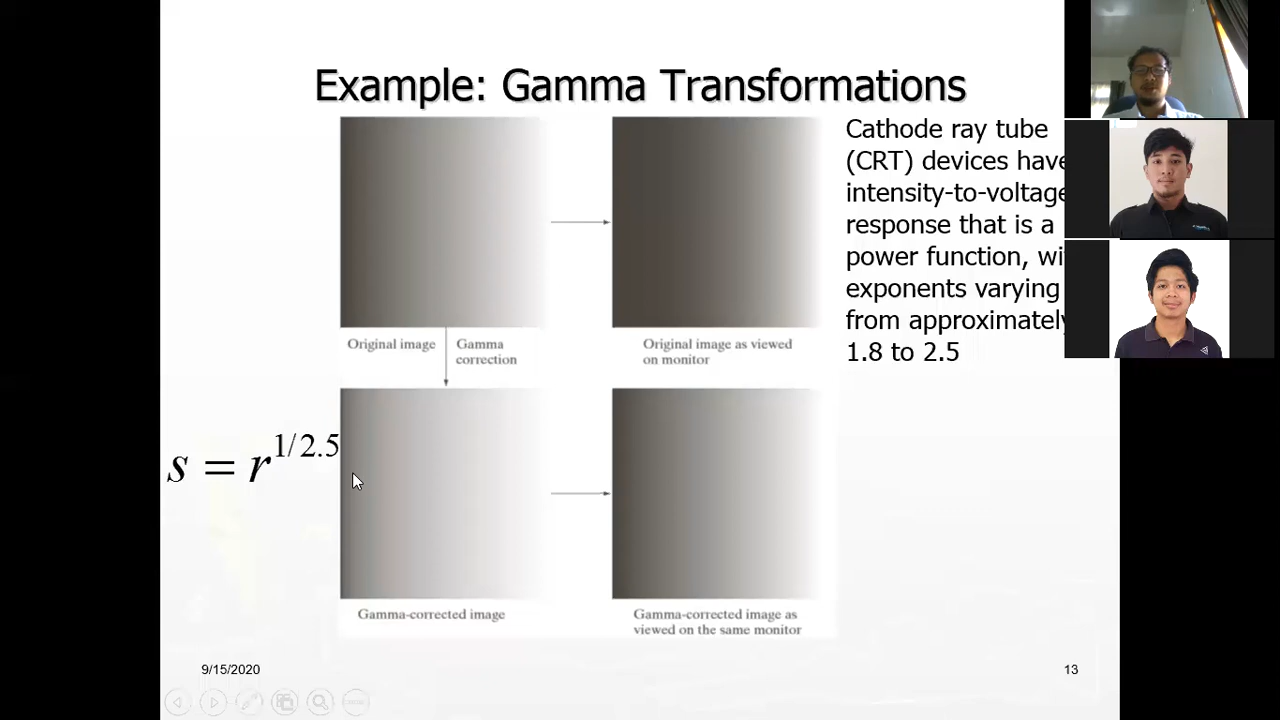 Example: Gamma Transformations
Cathode ray tube
(CRT) devices have
intensity-to-voltage
response that is a
power function,
exponents varying
from approximately
1.8 to 2.5
Original image
Gamma
correction
Original image as viewed
on monitor
s = r^{1/2.5}
Gamma-corrected image
Gamma-corrected image as
viewed on the same monitor
9/15/2020
13